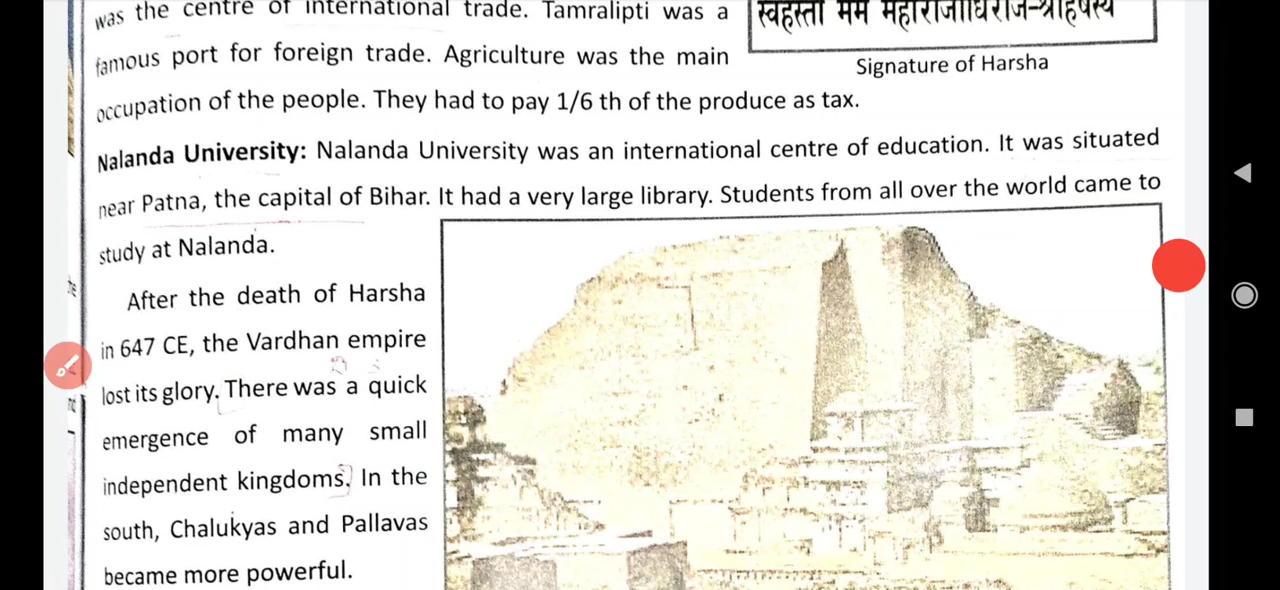 was the centre of international trade. Tamralipti was a
famous port for foreign trade. Agriculture was the main
occupation of the people. They had to pay 1/6 th of the produce as tax.
स्वहस्तो मम महाराजाधिराज-श्रीहर्षस्य
Signature of Harsha
Nalanda University: Nalanda University was an international centre of education. It was situated
near Patna, the capital of Bihar. It had a very large library. Students from all over the world came to
study at Nalanda.
After the death of Harsha
in 647 CE, the Vardhan empire
lost its glory. There was a quick
emergence of many small
independent kingdoms. In the
south, Chalukyas and Pallavas
became more powerful.